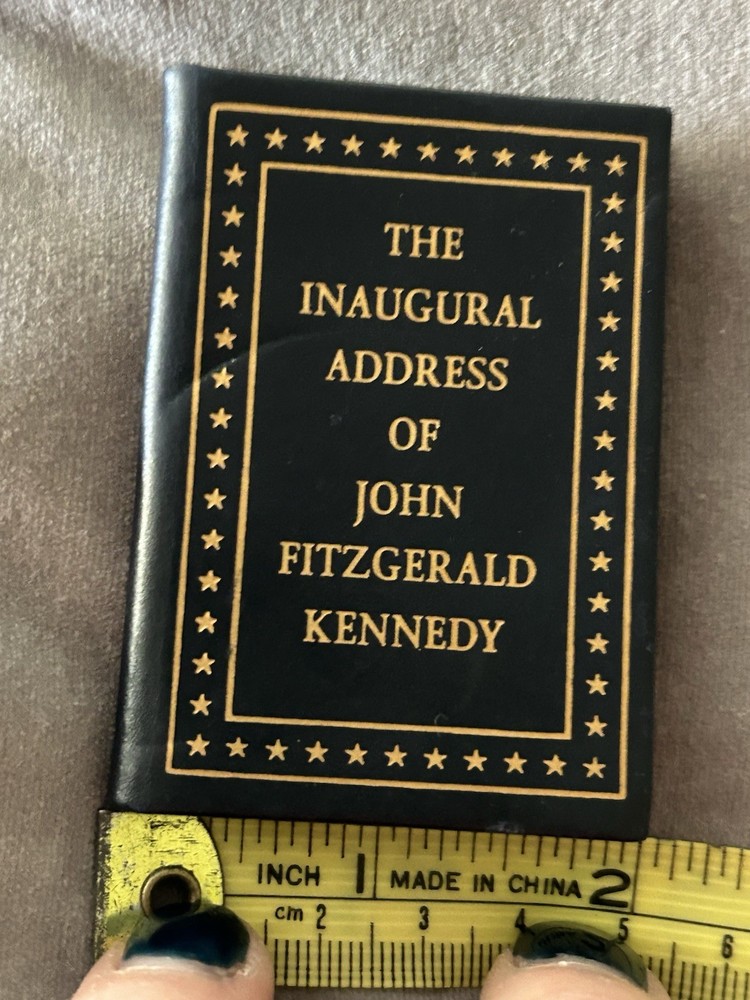 THE
INAUGURAL
ADDRESS
OF
JOHN
FITZGERALD
KENNEDY
INCH 1 MADE IN CHINA 2
cm 2 3 4 5 6